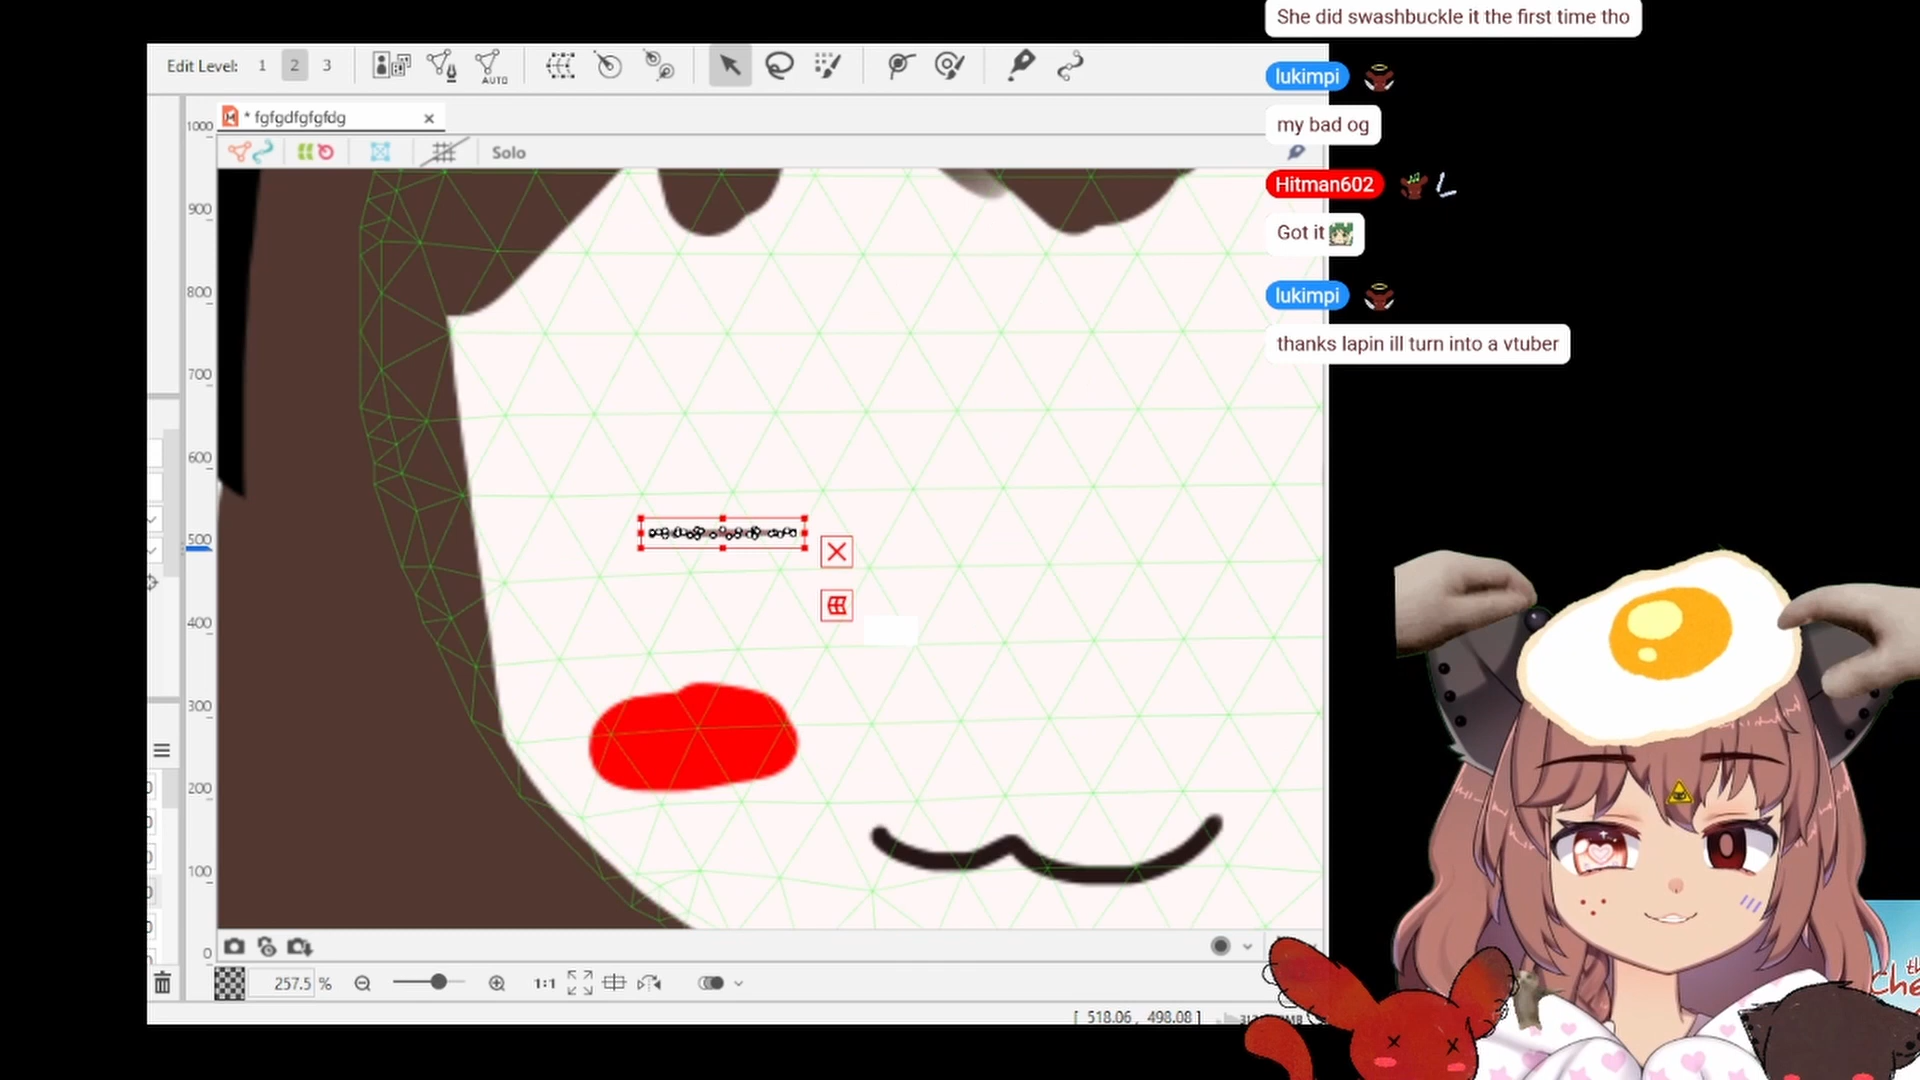 She did swashbuckle it the first time tho
Edit Level: 1 2 3
AUTO
lukimpi
* fgfgdfgfgfdg
my bad og
Solo
Hitman602
Got it
lukimpi
thanks lapin ill turn into a vtuber
1000
900
800
700
600
500
400
300
200
100
0
257.5 %
1:1
[ 518.06, 498.08 ]